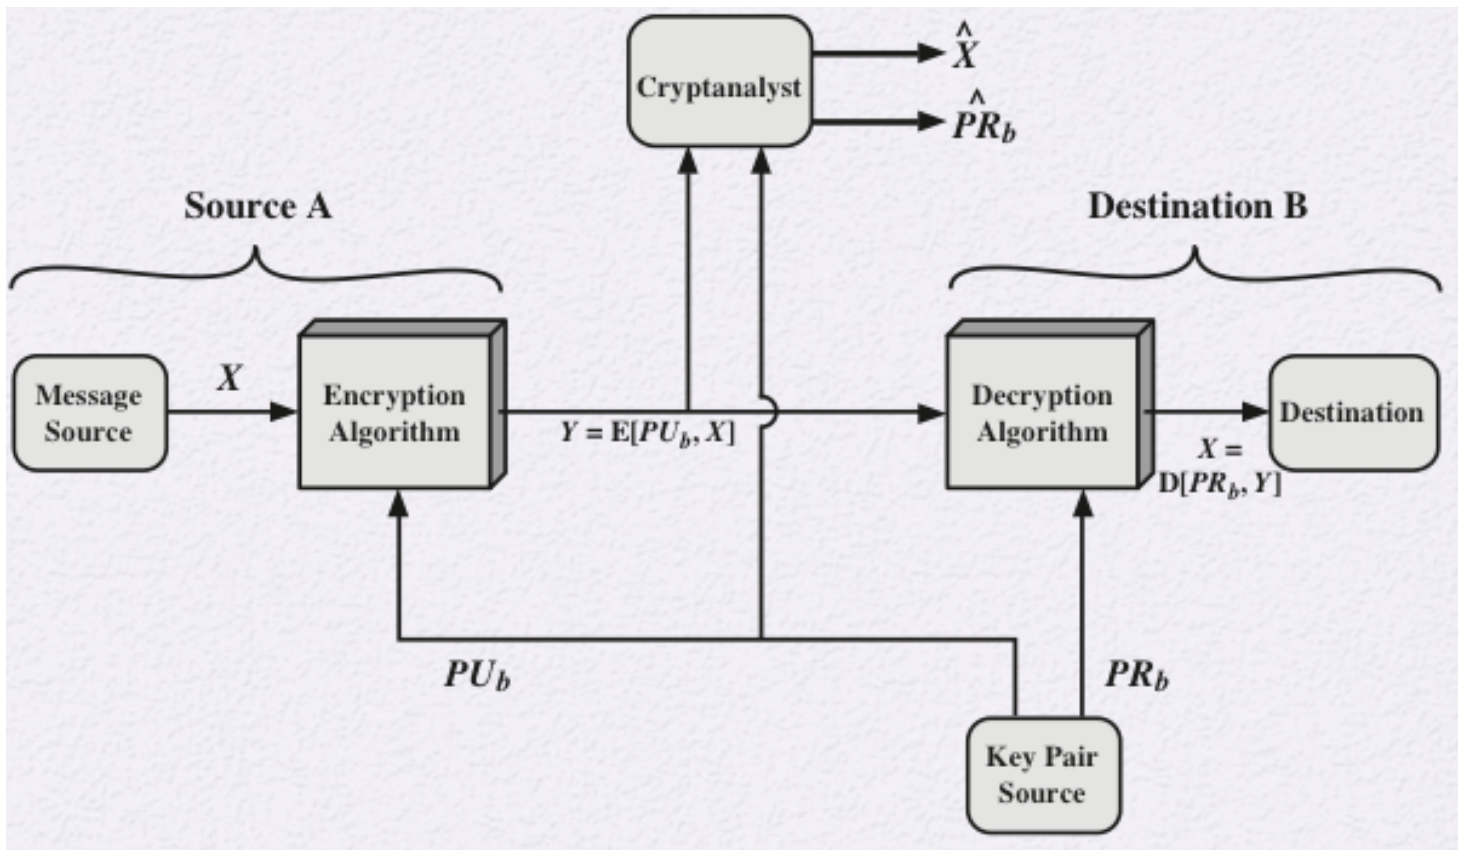 X̂
Cryptanalyst
P̂R_b
Source A
Destination B
Message
Source
X
Encryption
Algorithm
Y = E[PU_b, X]
Decryption
Algorithm
X =
D[PR_b, Y]
Destination
PU_b
PR_b
Key Pair
Source